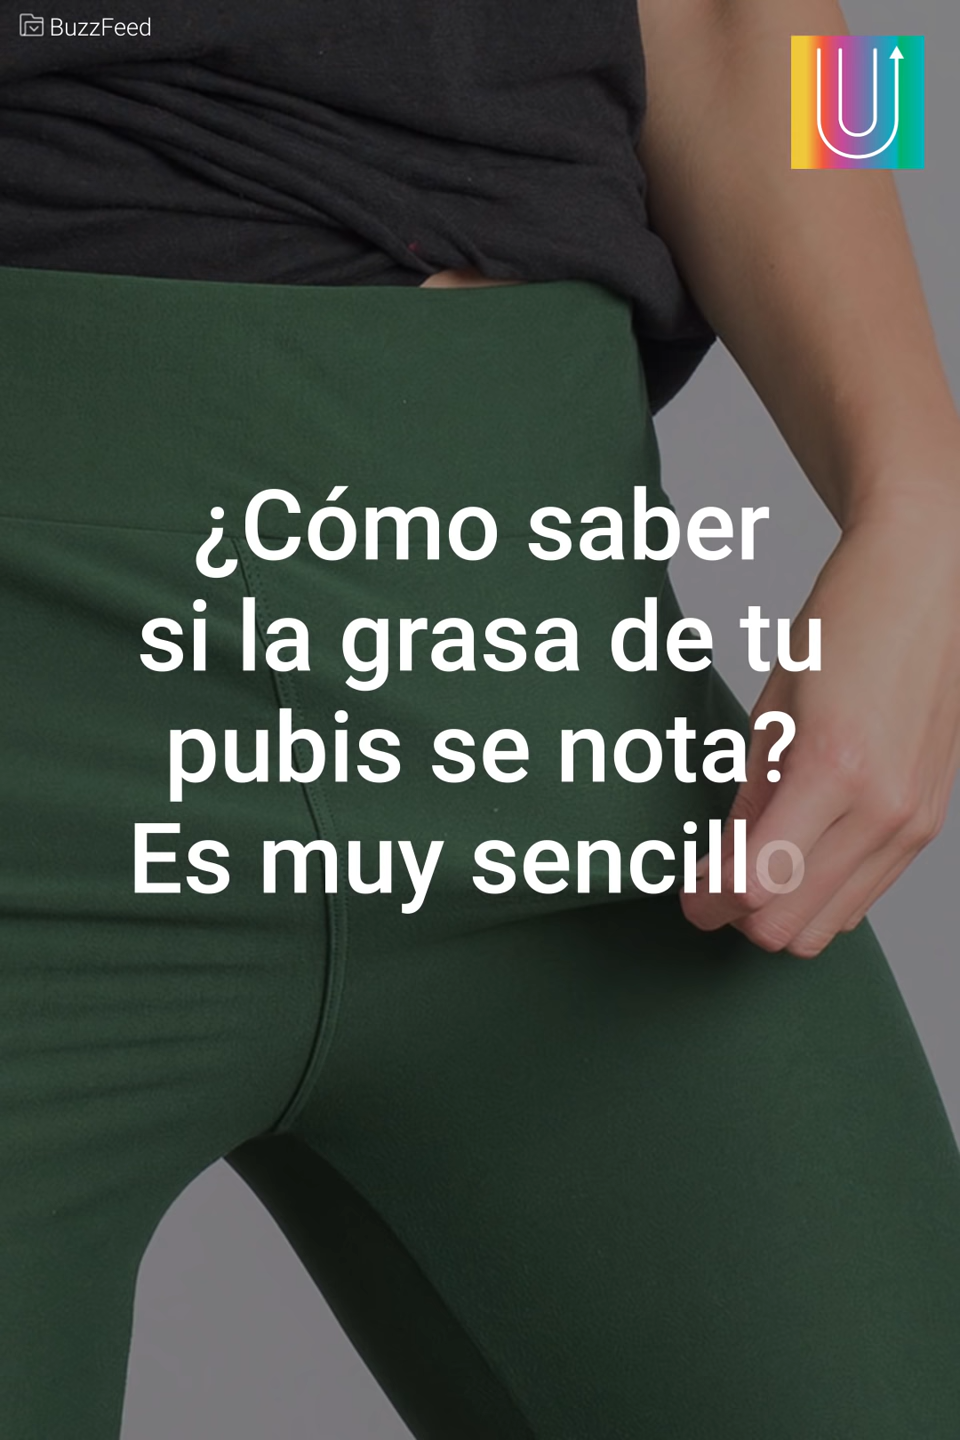 BuzzFeed
¿Cómo saber
si la grasa de tu
pubis se nota?
Es muy sencillo